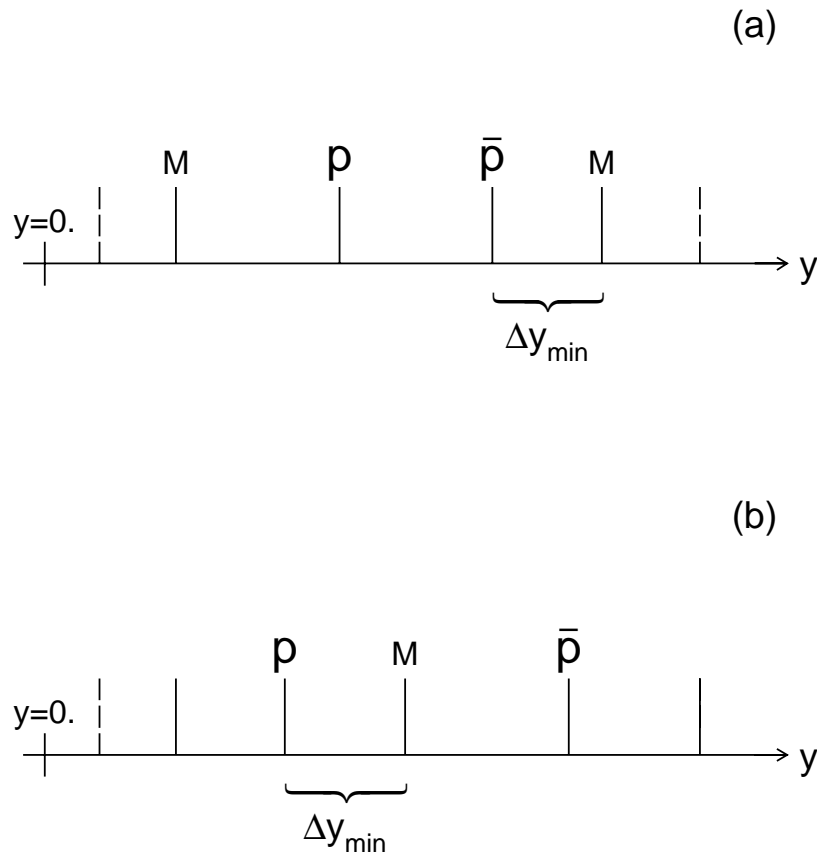 (a)
M p p̄ M
y=0.
y
Δy_min
(b)
p M p̄
y=0.
y
Δy_min